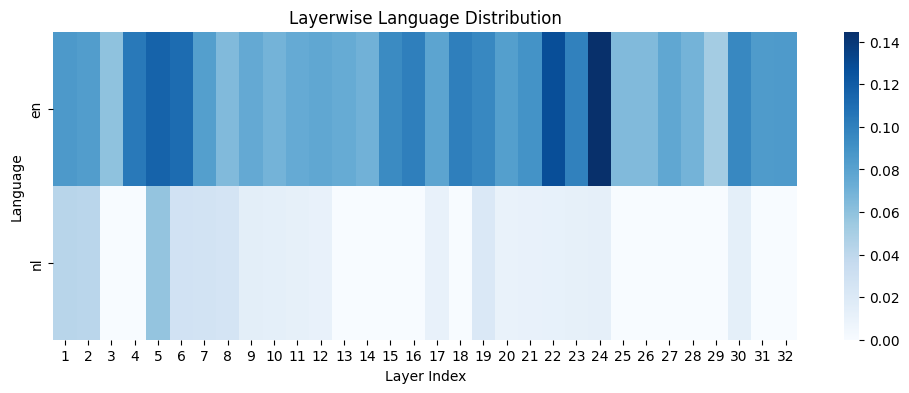 Layerwise Language Distribution
Language
en
nl
1 2 3 4 5 6 7 8 9 10 11 12 13 14 15 16 17 18 19 20 21 22 23 24 25 26 27 28 29 30 31 32
Layer Index
0.14
0.12
0.10
0.08
0.06
0.04
0.02
0.00